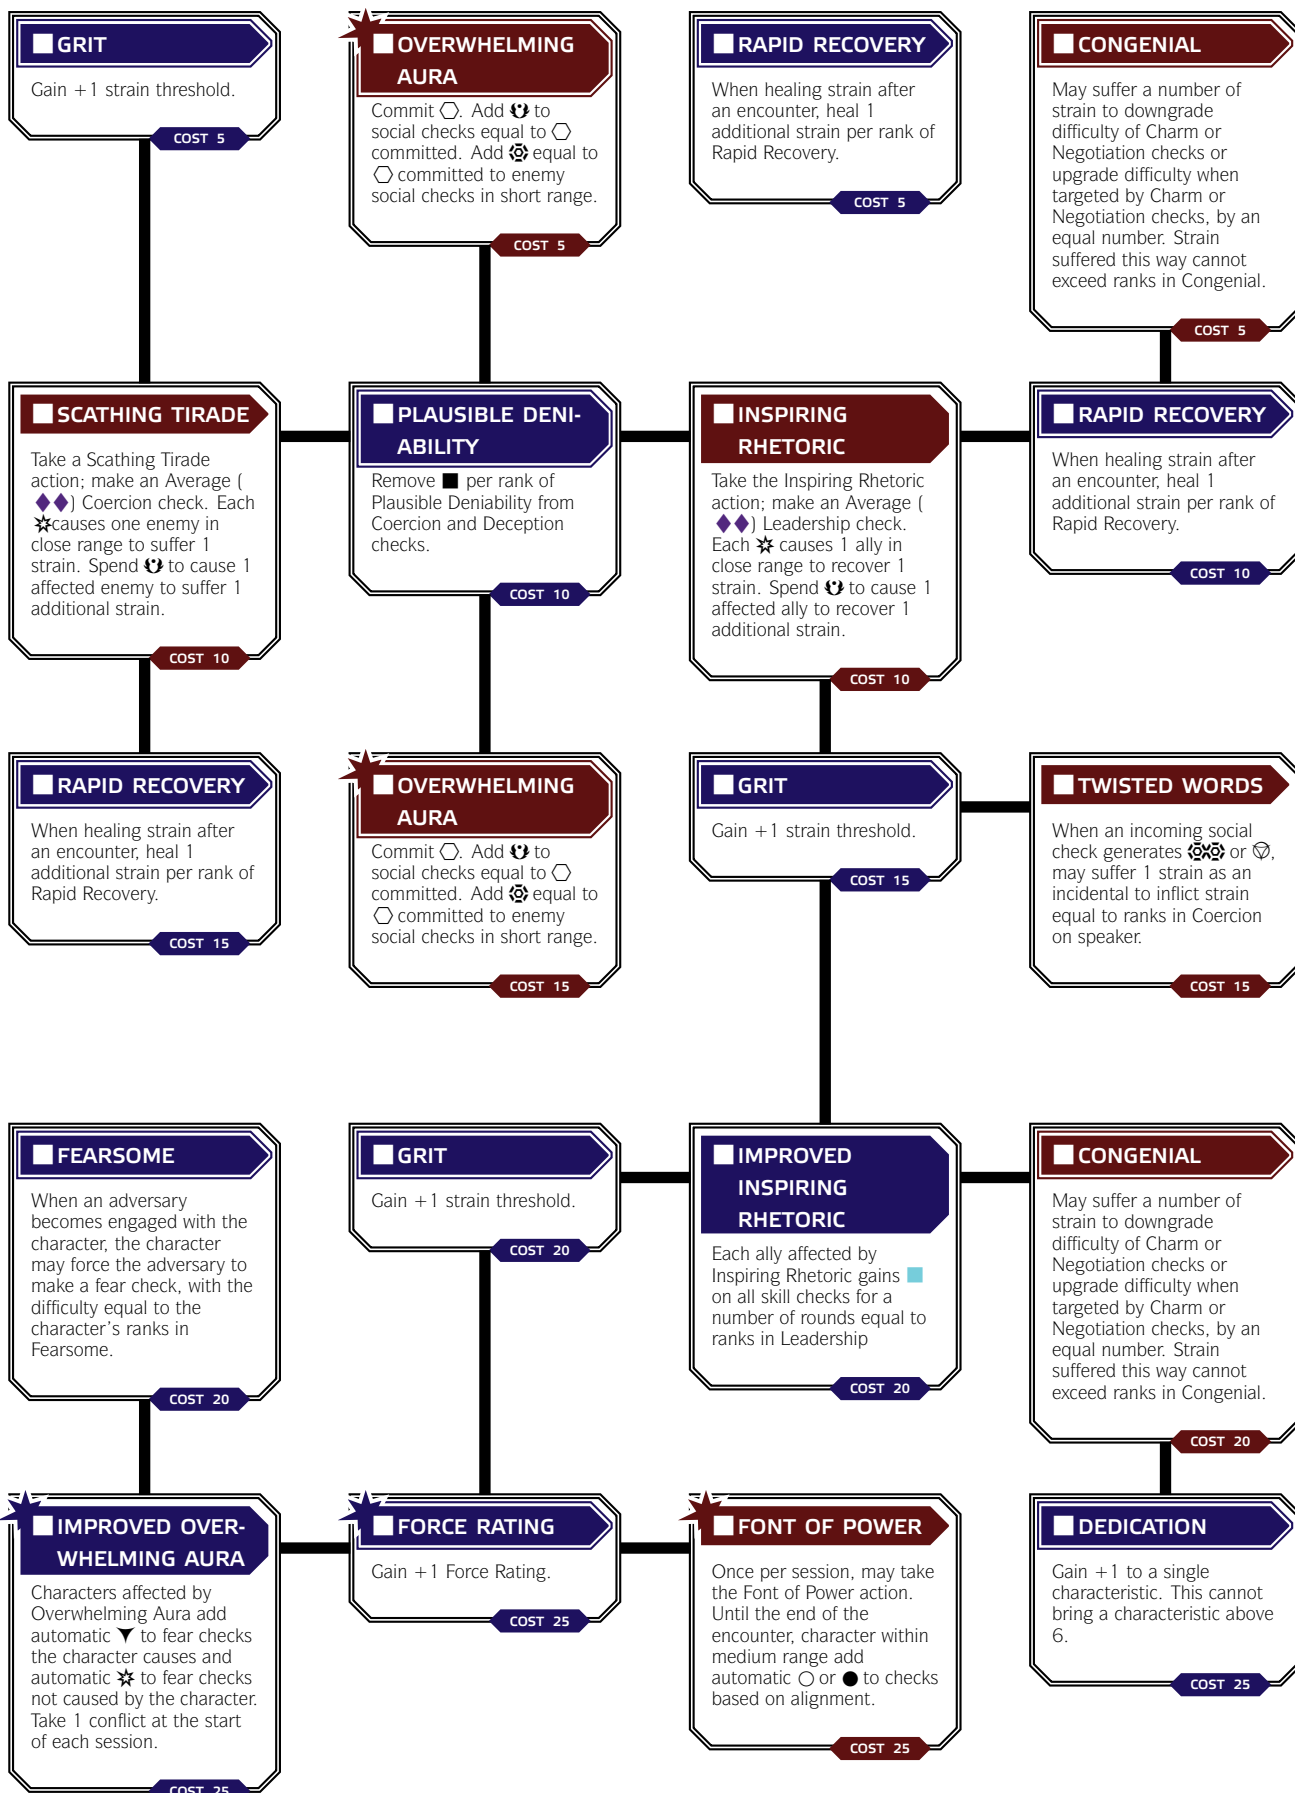 GRIT
Gain +1 strain threshold.
COST 5
OVERWHELMING
AURA
Commit ⬡. Add to
social checks equal to ⬡
committed. Add equal to
⬡ committed to enemy
social checks in short range.
COST 5
RAPID RECOVERY
When healing strain after
an encounter, heal 1
additional strain per rank of
Rapid Recovery.
COST 5
CONGENIAL
May suffer a number of
strain to downgrade
difficulty of Charm or
Negotiation checks or
upgrade difficulty when
targeted by Charm or
Negotiation checks, by an
equal number. Strain
suffered this way cannot
exceed ranks in Congenial.
COST 5
SCATHING TIRADE
Take a Scathing Tirade
action; make an Average (
◆◆) Coercion check. Each
causes one enemy in
close range to suffer 1
strain. Spend to cause 1
affected enemy to suffer 1
additional strain.
COST 10
PLAUSIBLE DENI-
ABILITY
Remove ■ per rank of
Plausible Deniability from
Coercion and Deception
checks.
COST 10
INSPIRING
RHETORIC
Take the Inspiring Rhetoric
action; make an Average (
◆◆) Leadership check.
Each causes 1 ally in
close range to recover 1
strain. Spend to cause 1
affected ally to recover 1
additional strain.
COST 10
RAPID RECOVERY
When healing strain after
an encounter, heal 1
additional strain per rank of
Rapid Recovery.
COST 10
RAPID RECOVERY
When healing strain after
an encounter, heal 1
additional strain per rank of
Rapid Recovery.
COST 15
OVERWHELMING
AURA
Commit ⬡. Add to
social checks equal to ⬡
committed. Add equal to
⬡ committed to enemy
social checks in short range.
COST 15
GRIT
Gain +1 strain threshold.
COST 15
TWISTED WORDS
When an incoming social
check generates or ,
may suffer 1 strain as an
incidental to inflict strain
equal to ranks in Coercion
on speaker.
COST 15
FEARSOME
When an adversary
becomes engaged with the
character, the character
may force the adversary to
make a fear check, with the
difficulty equal to the
character's ranks in
Fearsome.
COST 20
GRIT
Gain +1 strain threshold.
COST 20
IMPROVED
INSPIRING
RHETORIC
Each ally affected by
Inspiring Rhetoric gains ■
on all skill checks for a
number of rounds equal to
ranks in Leadership
COST 20
CONGENIAL
May suffer a number of
strain to downgrade
difficulty of Charm or
Negotiation checks or
upgrade difficulty when
targeted by Charm or
Negotiation checks, by an
equal number. Strain
suffered this way cannot
exceed ranks in Congenial.
COST 20
IMPROVED OVER-
WHELMING AURA
Characters affected by
Overwhelming Aura add
automatic to fear checks
the character causes and
automatic to fear checks
not caused by the character.
Take 1 conflict at the start
of each session.
COST 25
FORCE RATING
Gain +1 Force Rating.
COST 25
FONT OF POWER
Once per session, may take
the Font of Power action.
Until the end of the
encounter, character within
medium range add
automatic ○ or ● to checks
based on alignment.
COST 25
DEDICATION
Gain +1 to a single
characteristic. This cannot
bring a characteristic above
6.
COST 25